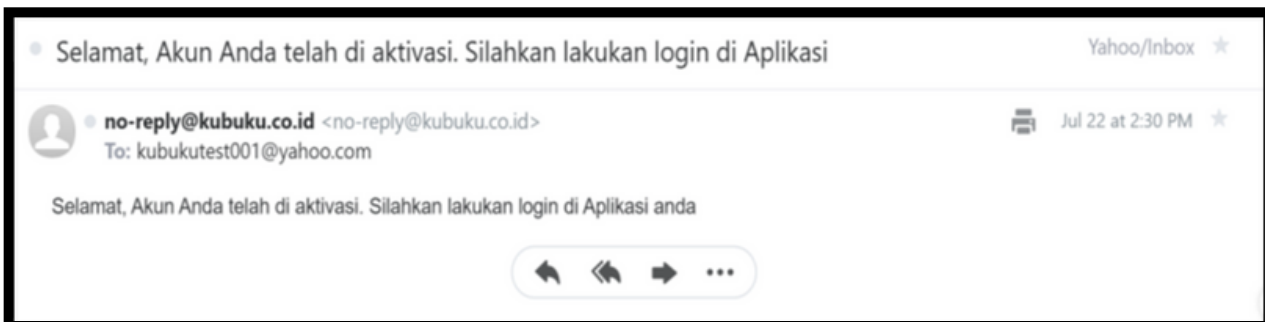 Selamat, Akun Anda telah di aktivasi. Silahkan lakukan login di Aplikasi
Yahoo/Inbox
no-reply@kubuku.co.id <no-reply@kubuku.co.id>
Jul 22 at 2:30 PM
To: kubukutest001@yahoo.com
Selamat, Akun Anda telah di aktivasi. Silahkan lakukan login di Aplikasi anda